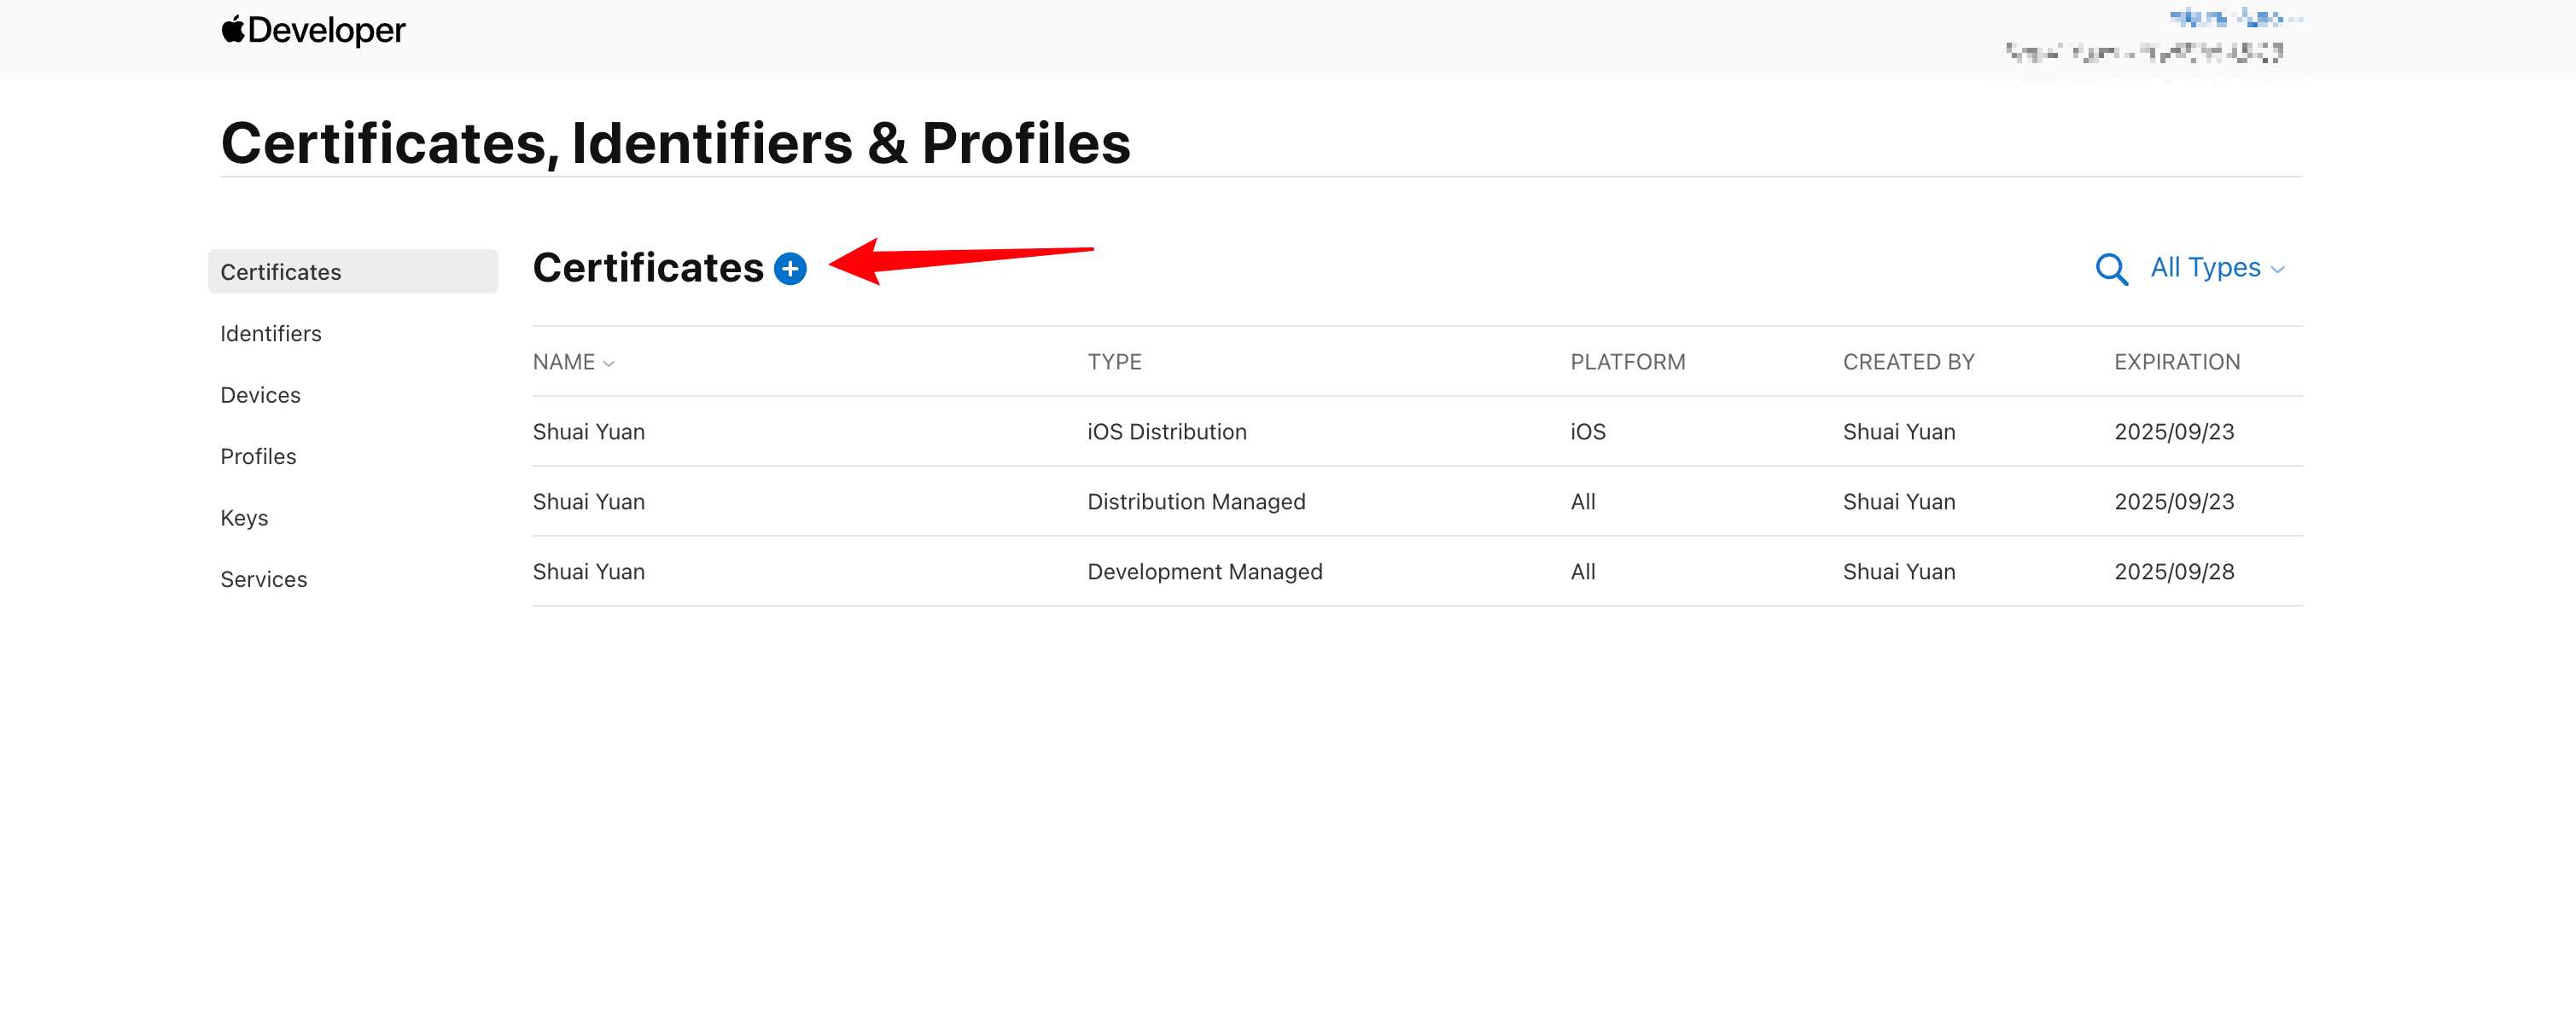 Developer
Certificates, Identifiers & Profiles
Certificates
Identifiers
Devices
Profiles
Keys
Services
Certificates
All Types
NAME TYPE PLATFORM CREATED BY EXPIRATION
Shuai Yuan iOS Distribution iOS Shuai Yuan 2025/09/23
Shuai Yuan Distribution Managed All Shuai Yuan 2025/09/23
Shuai Yuan Development Managed All Shuai Yuan 2025/09/28